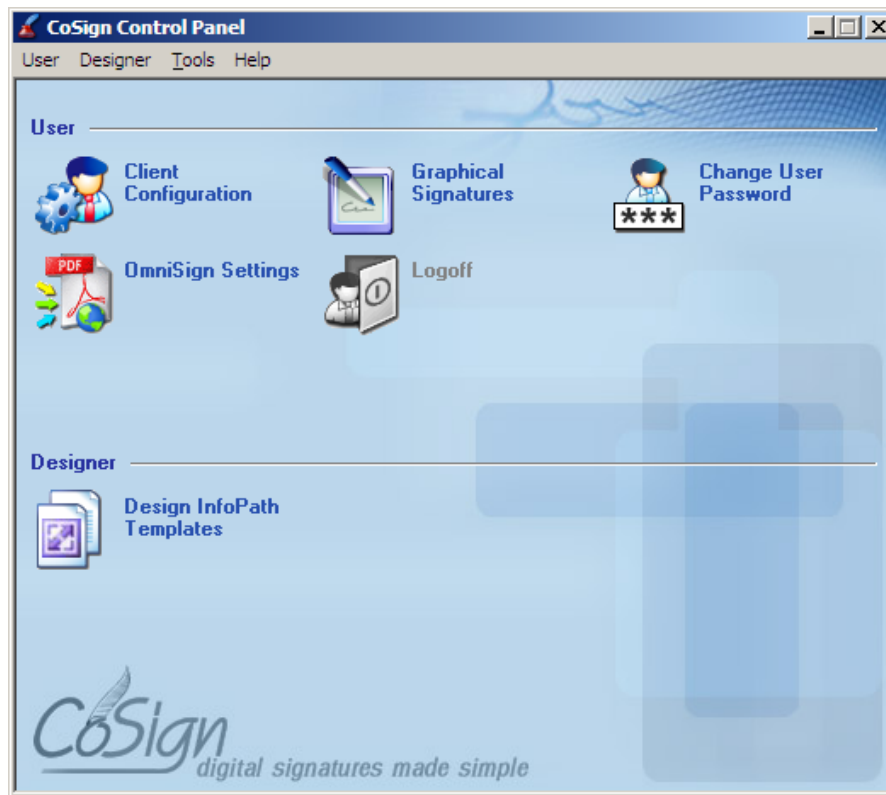 CoSign Control Panel
User Designer Tools Help
User
Client
Configuration
Graphical
Signatures
Change User
Password
***
PDF
OmniSign Settings
Logoff
Designer
Design InfoPath
Templates
CoSign
digital signatures made simple